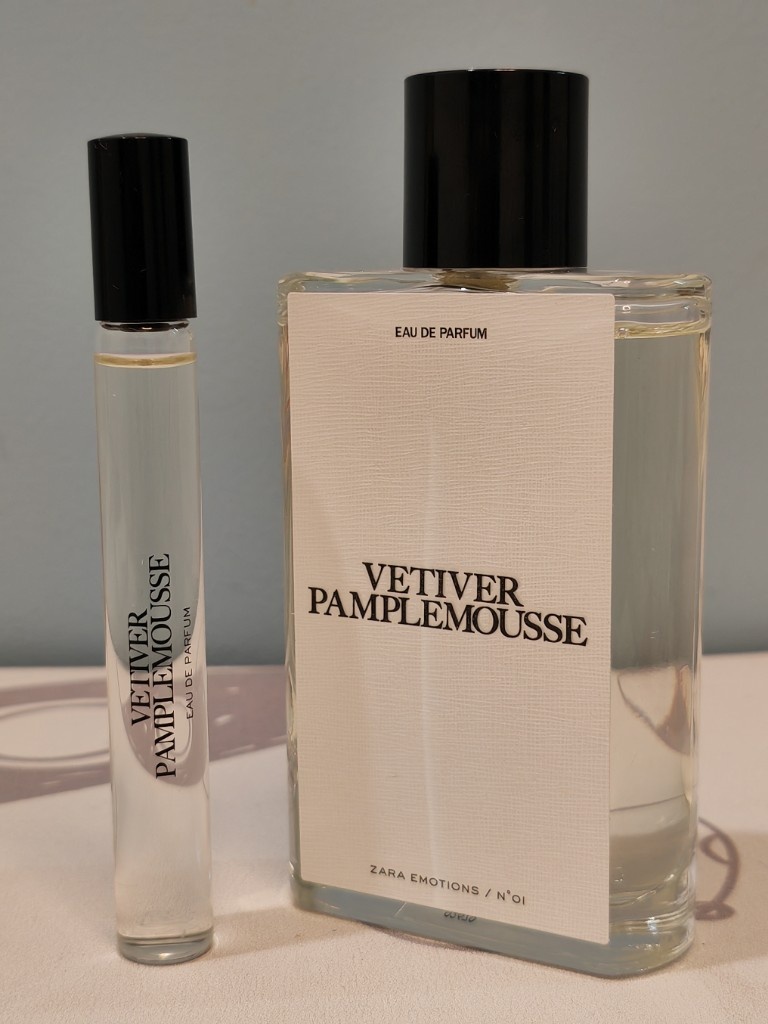 VETIVER
PAMPLEMOUSSE
EAU DE PARFUM
EAU DE PARFUM
VETIVER
PAMPLEMOUSSE
ZARA EMOTIONS / N°01